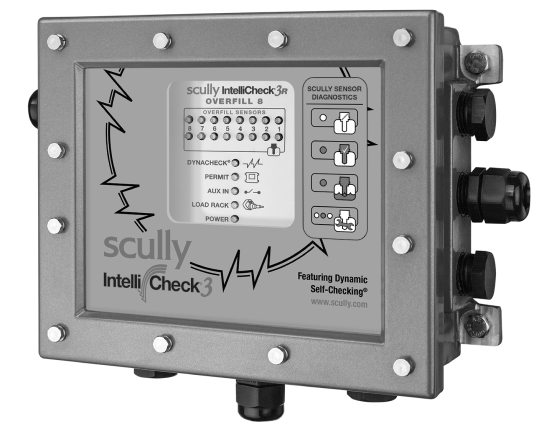 scully IntelliCheck3R
OVERFILL 8
OVERFILL SENSORS
8 7 6 5 4 3 2 1
DYNACHECK®
PERMIT
AUX IN
LOAD RACK
POWER
SCULLY SENSOR
DIAGNOSTICS
scully
IntelliCheck3
Featuring Dynamic
Self-Checking®
www.scully.com